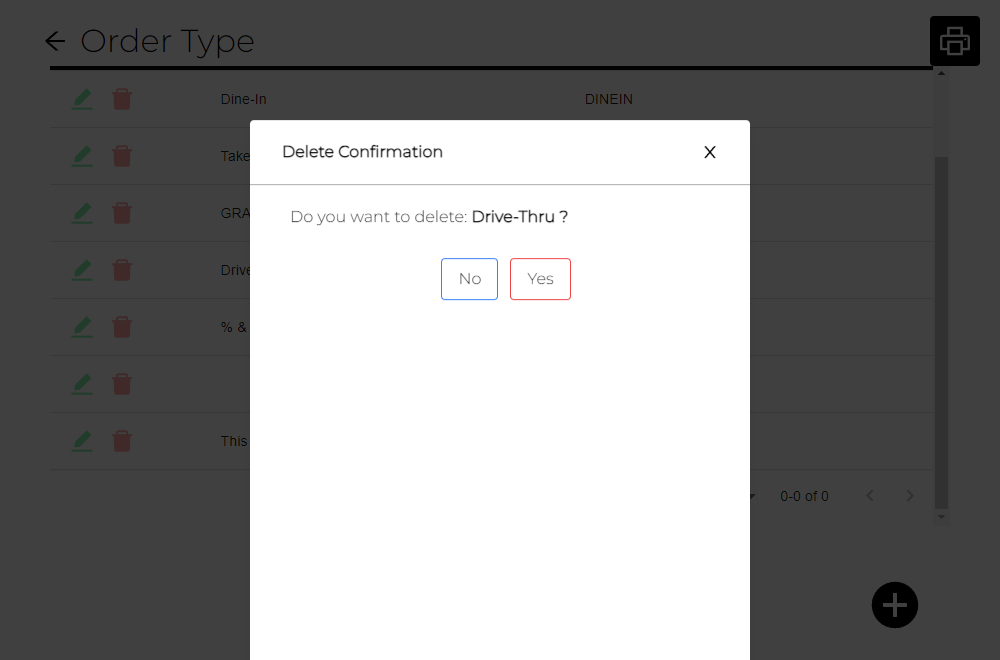 Order Type
Dine-In DINEIN
Delete Confirmation X
Take
Do you want to delete: Drive-Thru ?
GRA
Drive
No Yes
% &
This
0-0 of 0